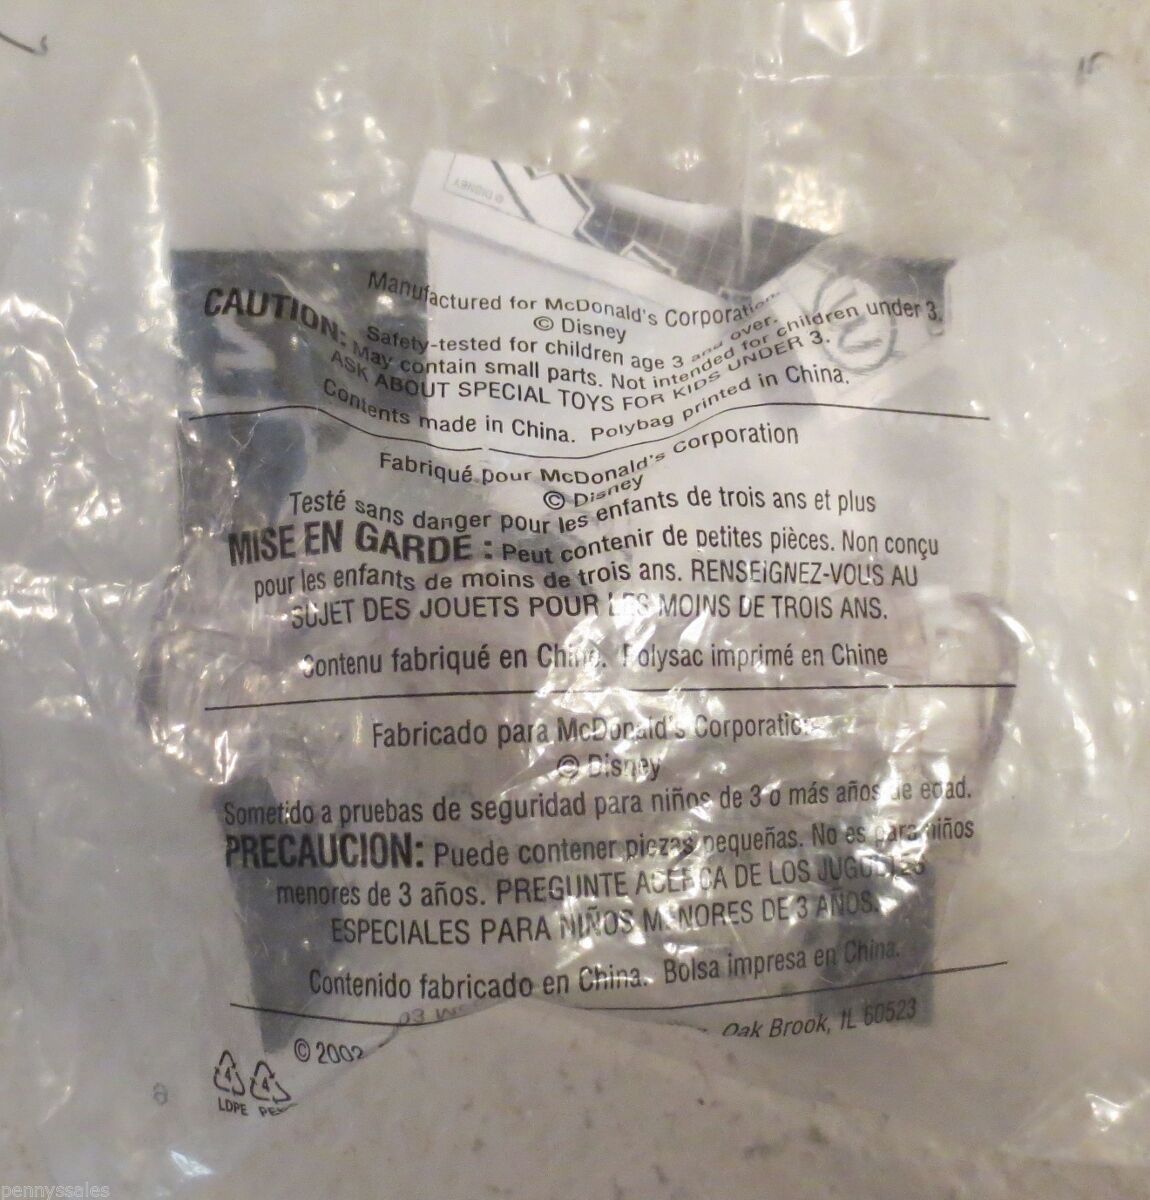 © DISNEY
Manufactured for McDonald's Corporation
© Disney
CAUTION: Safety-tested for children age 3 and over.
May contain small parts. Not intended for children under 3.
ASK ABOUT SPECIAL TOYS FOR KIDS UNDER 3.
Contents made in China. Polybag printed in China.
Fabriqué pour McDonald's Corporation
© Disney
Testé sans danger pour les enfants de trois ans et plus
MISE EN GARDE : Peut contenir de petites pièces. Non conçu
pour les enfants de moins de trois ans. RENSEIGNEZ-VOUS AU
SUJET DES JOUETS POUR LES MOINS DE TROIS ANS.
Contenu fabriqué en Chine. Polysac imprimé en Chine
Fabricado para McDonald's Corporation
© Disney
Sometido a pruebas de seguridad para niños de 3 o más años de edad.
PRECAUCION: Puede contener piezas pequeñas. No es para niños
menores de 3 años. PREGUNTE ACERCA DE LOS JUGUETES
ESPECIALES PARA NIÑOS MENORES DE 3 AÑOS.
Contenido fabricado en China. Bolsa impresa en China.
© 2002 Oak Brook, IL 60523
4 4
LDPE
pennyssales